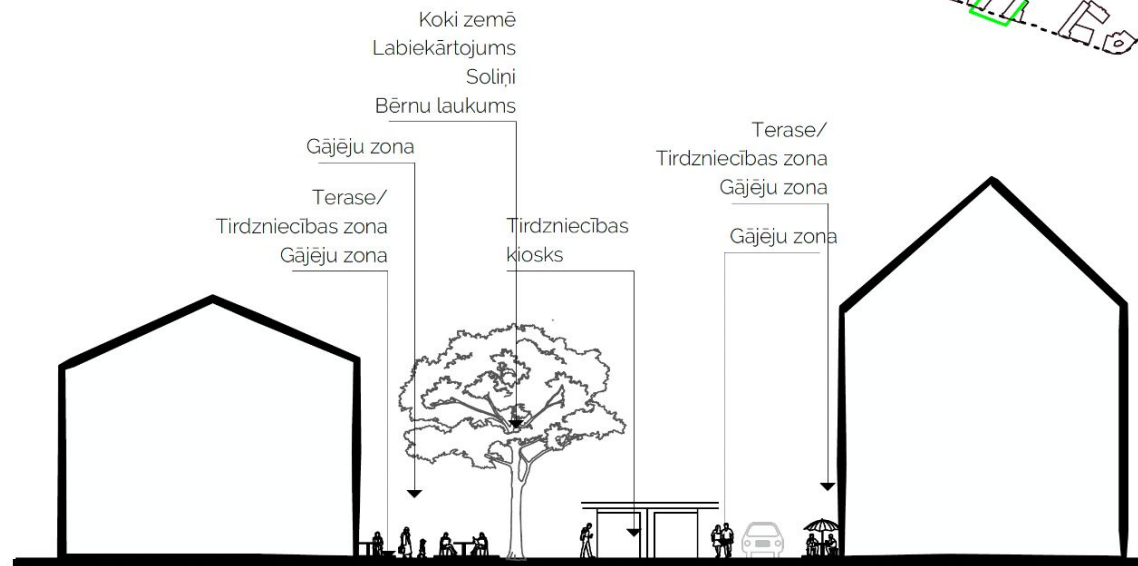 Koki zemē
Labiekārtojums
Soliņi
Bērnu laukums
Gājēju zona
Terase/
Tirdzniecības zona
Gājēju zona
Tirdzniecības
kiosks
Terase/
Tirdzniecības zona
Gājēju zona
Gājēju zona